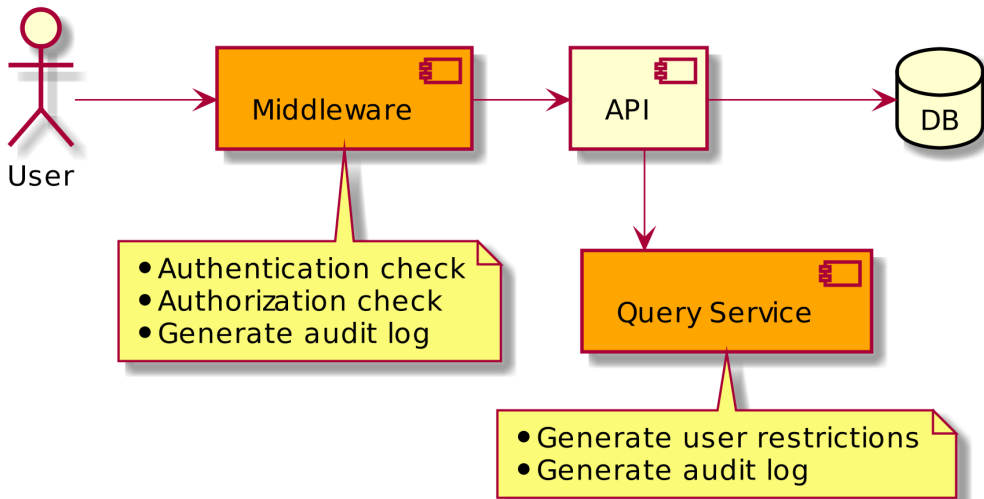 User
Middleware
API
DB
• Authentication check
• Authorization check
• Generate audit log
Query Service
• Generate user restrictions
• Generate audit log